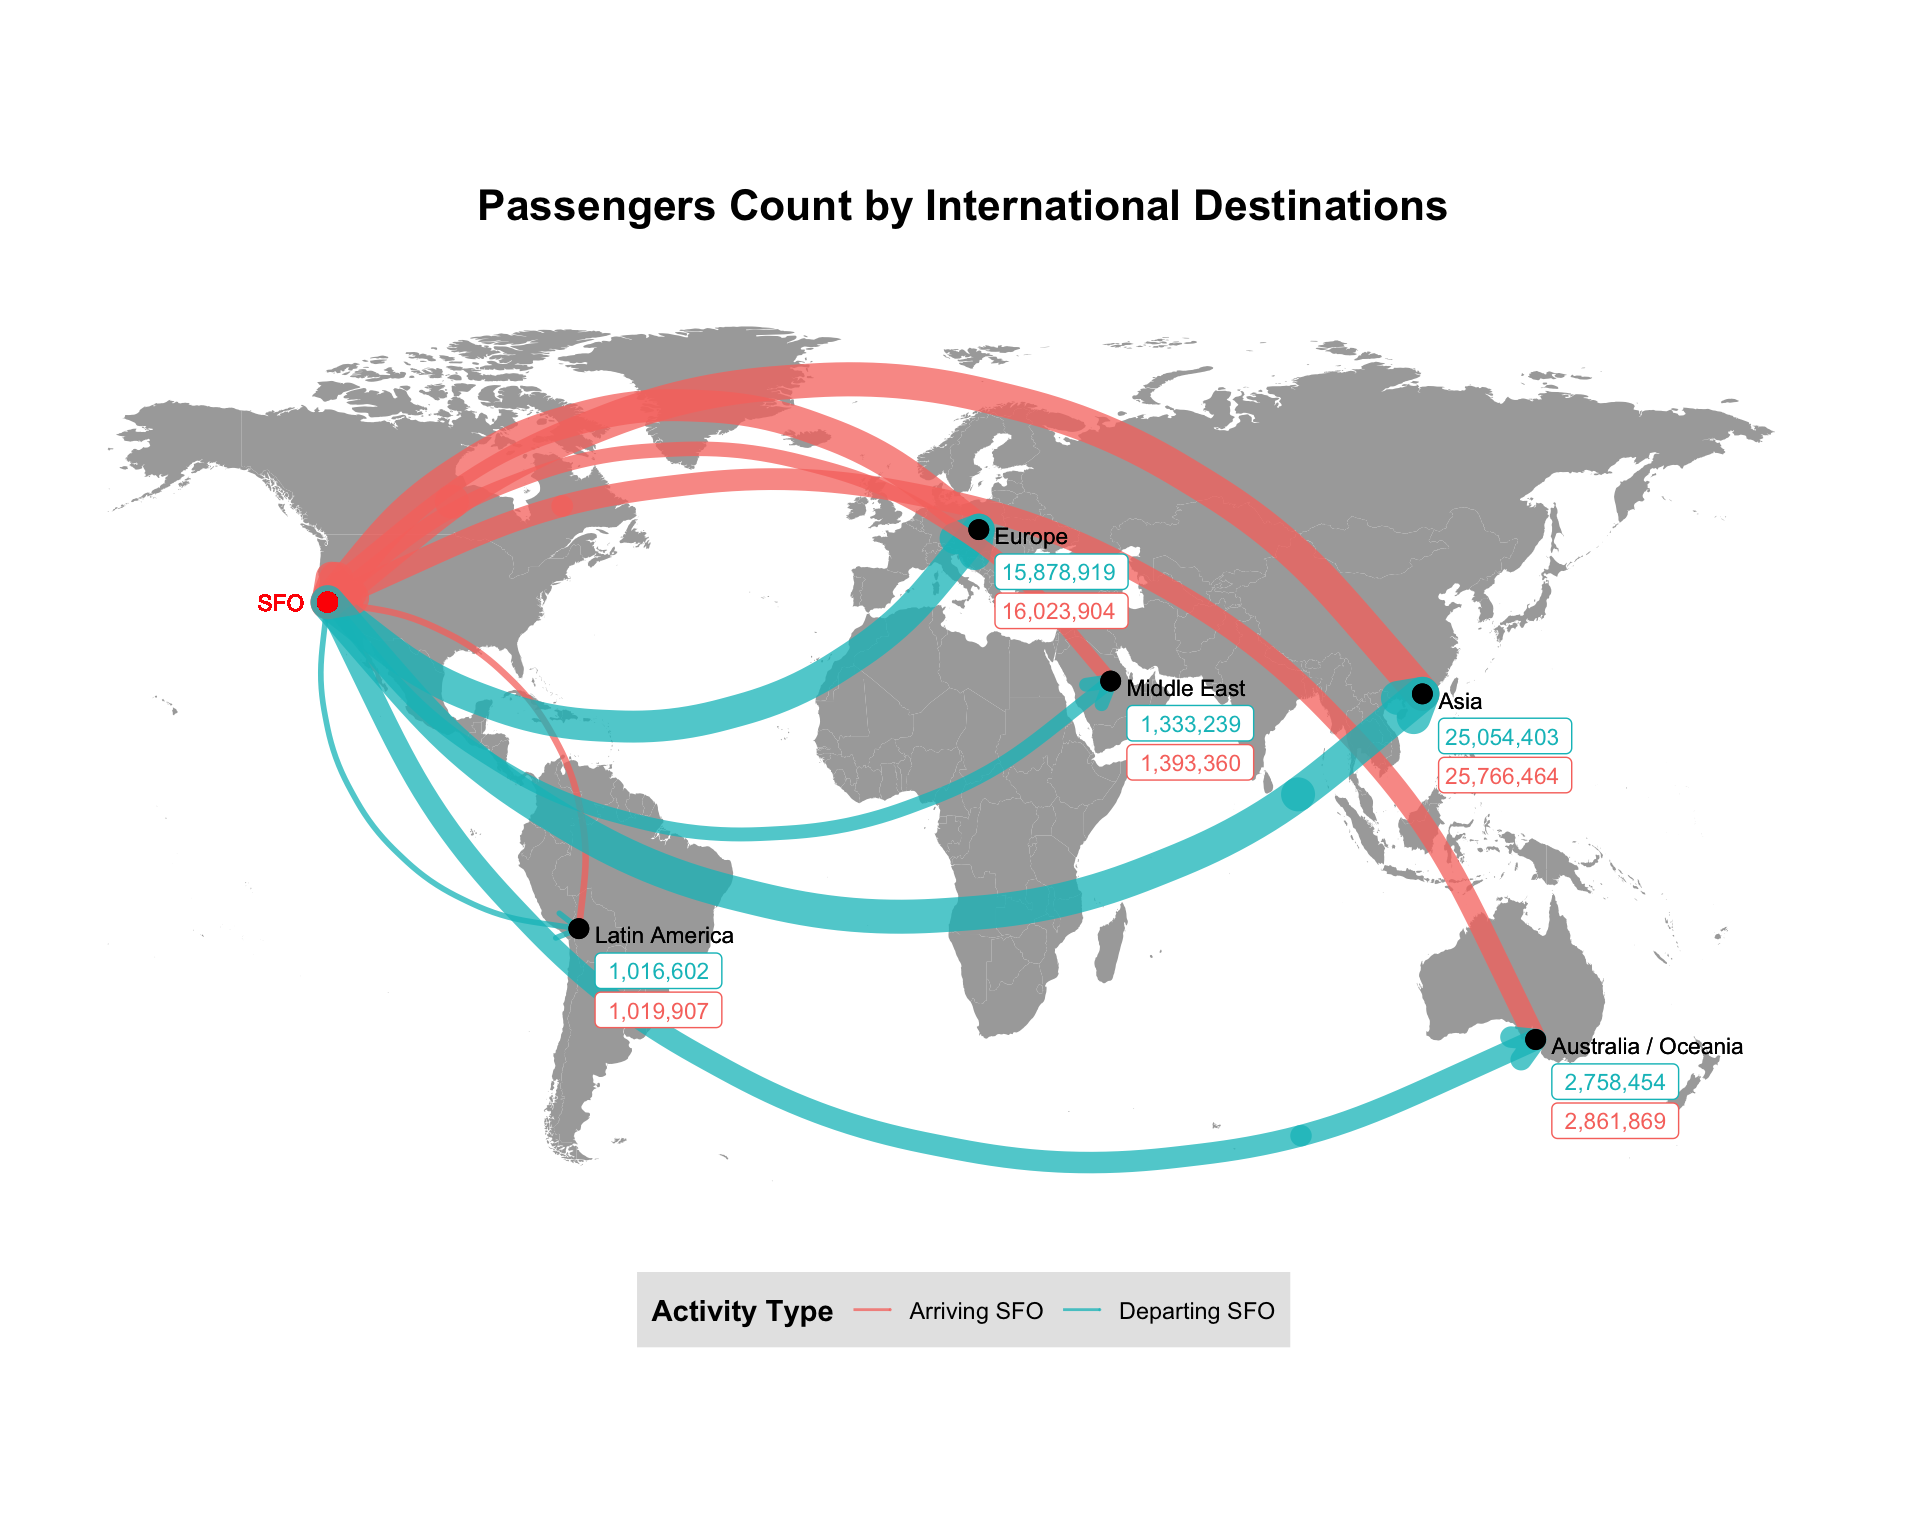 Passengers Count by International Destinations
SFO
Europe
15,878,919
16,023,904
Middle East
1,333,239
1,393,360
Asia
25,054,403
25,766,464
Latin America
1,016,602
1,019,907
Australia / Oceania
2,758,454
2,861,869
Activity Type Arriving SFO Departing SFO